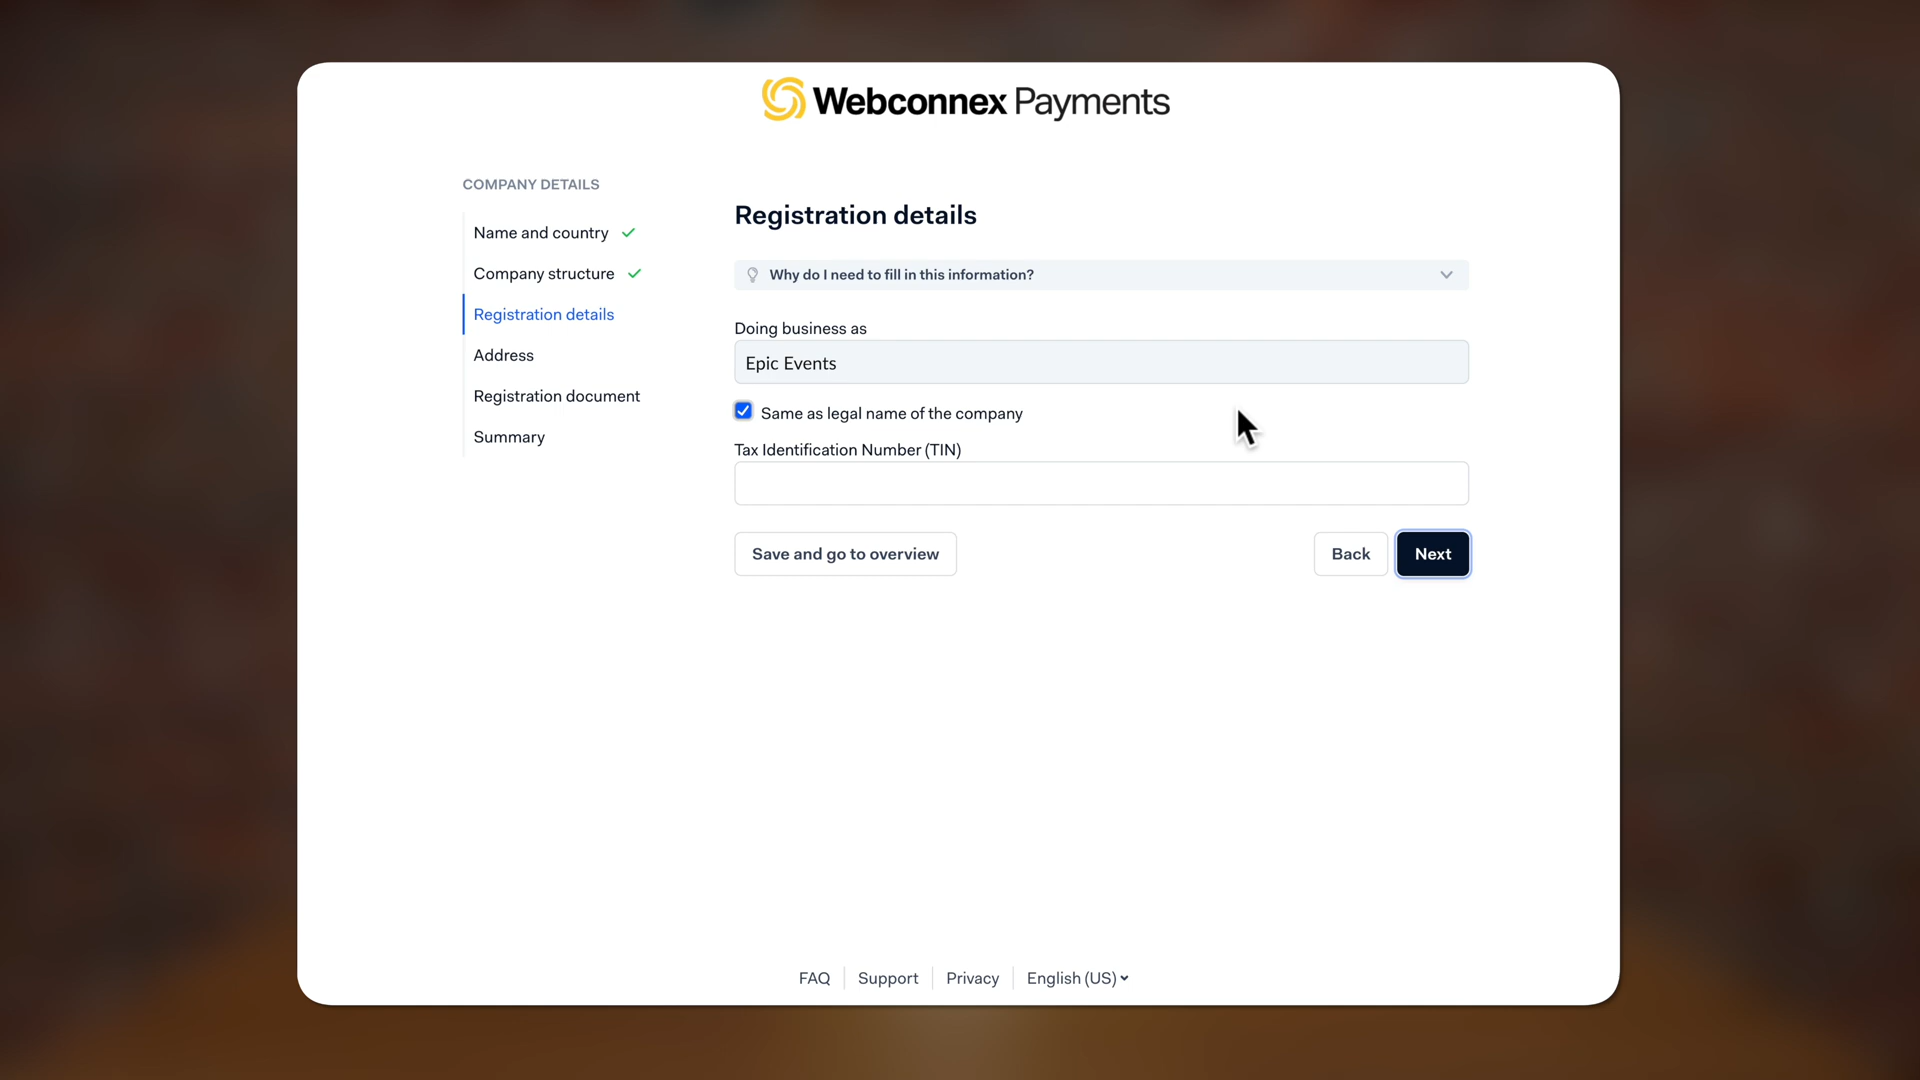 Webconnex Payments
COMPANY DETAILS
Name and country
Company structure
Registration details
Address
Registration document
Summary
Registration details
Why do I need to fill in this information?
Doing business as
Epic Events
Same as legal name of the company
Tax Identification Number (TIN)
Save and go to overview
Back
Next
FAQ
Support
Privacy
English (US)